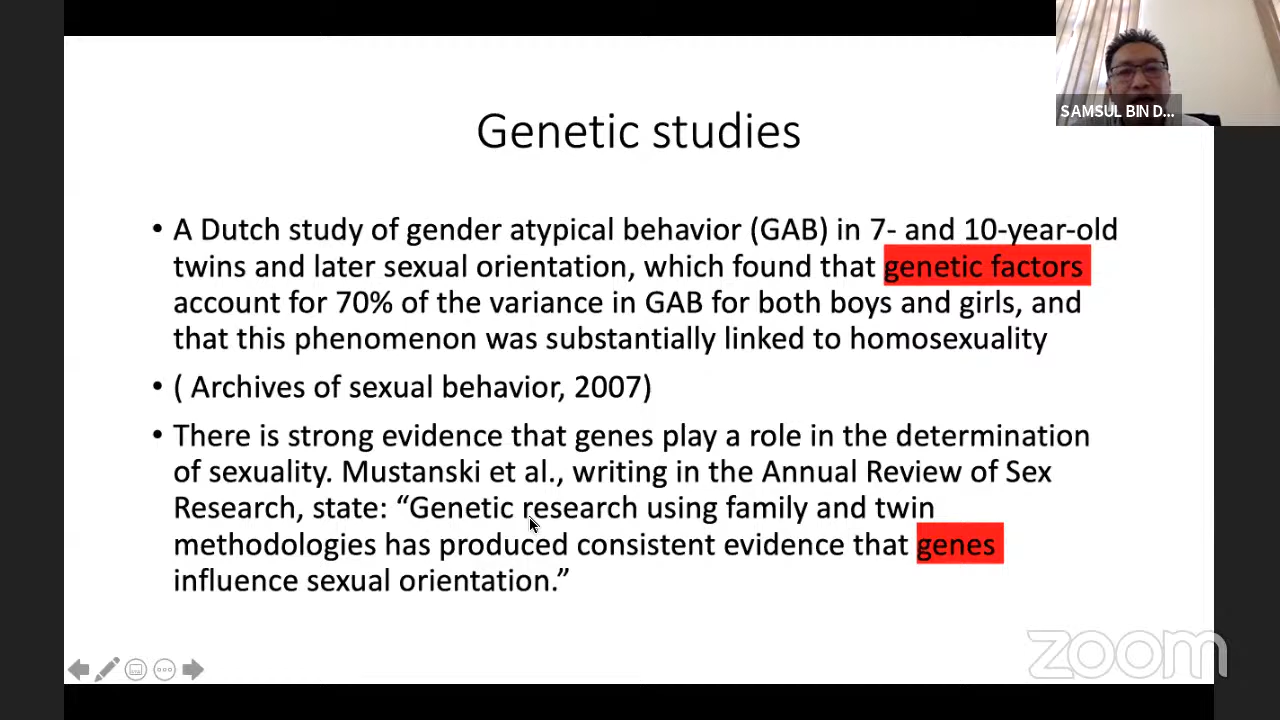 SAMSUL BIN D...
Genetic studies
• A Dutch study of gender atypical behavior (GAB) in 7- and 10-year-old
twins and later sexual orientation, which found that genetic factors
account for 70% of the variance in GAB for both boys and girls, and
that this phenomenon was substantially linked to homosexuality
• ( Archives of sexual behavior, 2007)
• There is strong evidence that genes play a role in the determination
of sexuality. Mustanski et al., writing in the Annual Review of Sex
Research, state: “Genetic research using family and twin
methodologies has produced consistent evidence that genes
influence sexual orientation.”
zoom